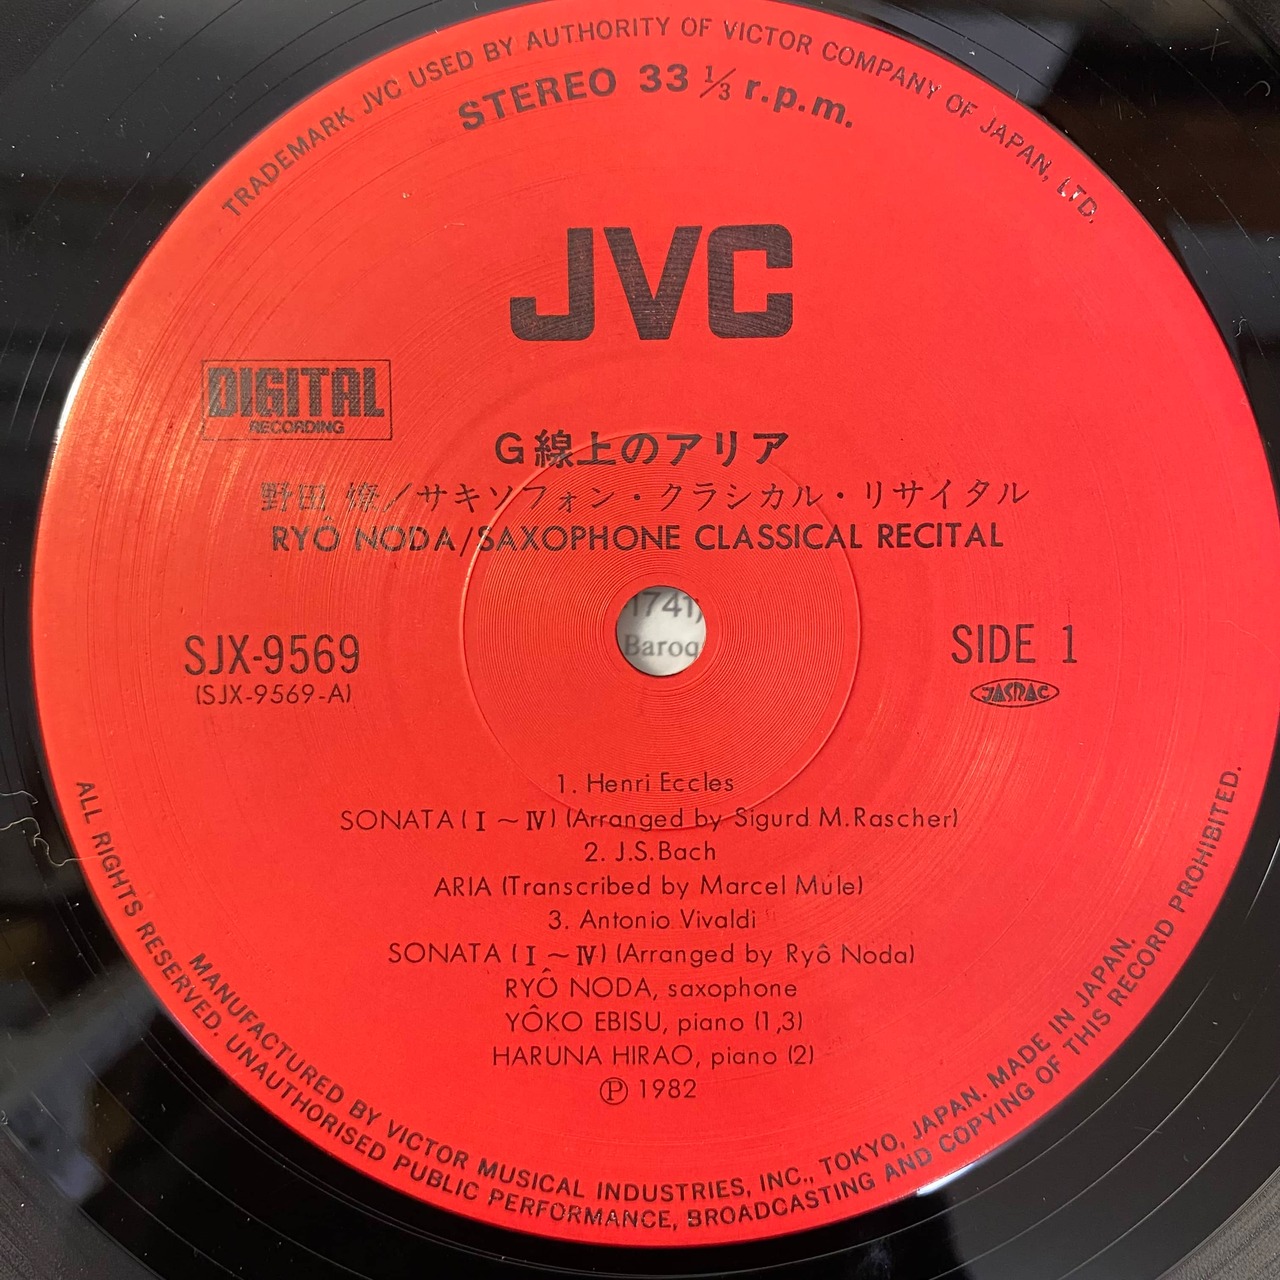 TRADEMARK JVC USED BY AUTHORITY OF VICTOR COMPANY OF JAPAN, LTD.
STEREO 33 1/3 r.p.m.
JVC
DIGITAL
RECORDING
G線上のアリア
野田 燎/サキソフォン・クラシカル・リサイタル
RYÔ NODA/SAXOPHONE CLASSICAL RECITAL
1741)
Baroq
SJX-9569
(SJX-9569-A)
SIDE 1
JASRAC
1. Henri Eccles
SONATA (I ~ IV) (Arranged by Sigurd M.Rascher)
2. J.S.Bach
ARIA (Transcribed by Marcel Mule)
3. Antonio Vivaldi
SONATA (I ~ IV) (Arranged by Ryô Noda)
RYÔ NODA, saxophone
YÔKO EBISU, piano (1,3)
HARUNA HIRAO, piano (2)
Ⓟ 1982
MANUFACTURED BY VICTOR MUSICAL INDUSTRIES, INC., TOKYO, JAPAN. MADE IN JAPAN.
ALL RIGHTS RESERVED. UNAUTHORISED PUBLIC PERFORMANCE, BROADCASTING AND COPYING OF THIS RECORD PROHIBITED.